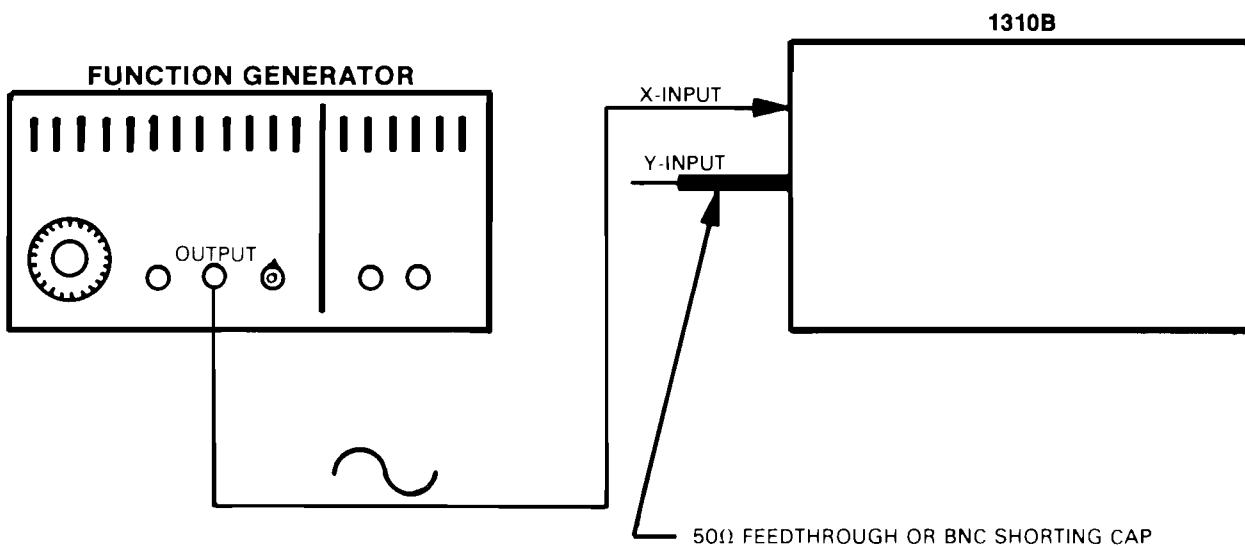 1310B
FUNCTION GENERATOR
X-INPUT
Y-INPUT
OUTPUT
50Ω FEEDTHROUGH OR BNC SHORTING CAP